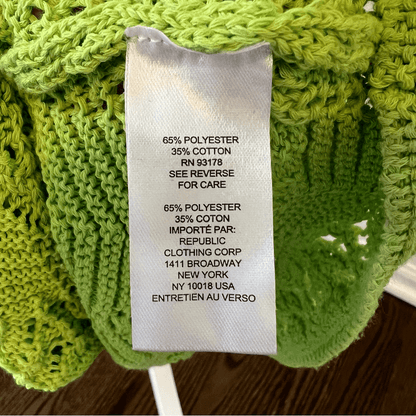 65% POLYESTER
35% COTTON
RN 93178
SEE REVERSE
FOR CARE
65% POLYESTER
35% COTON
IMPORTÉ PAR:
REPUBLIC
CLOTHING CORP
1411 BROADWAY
NEW YORK
NY 10018 USA
ENTRETIEN AU VERSO